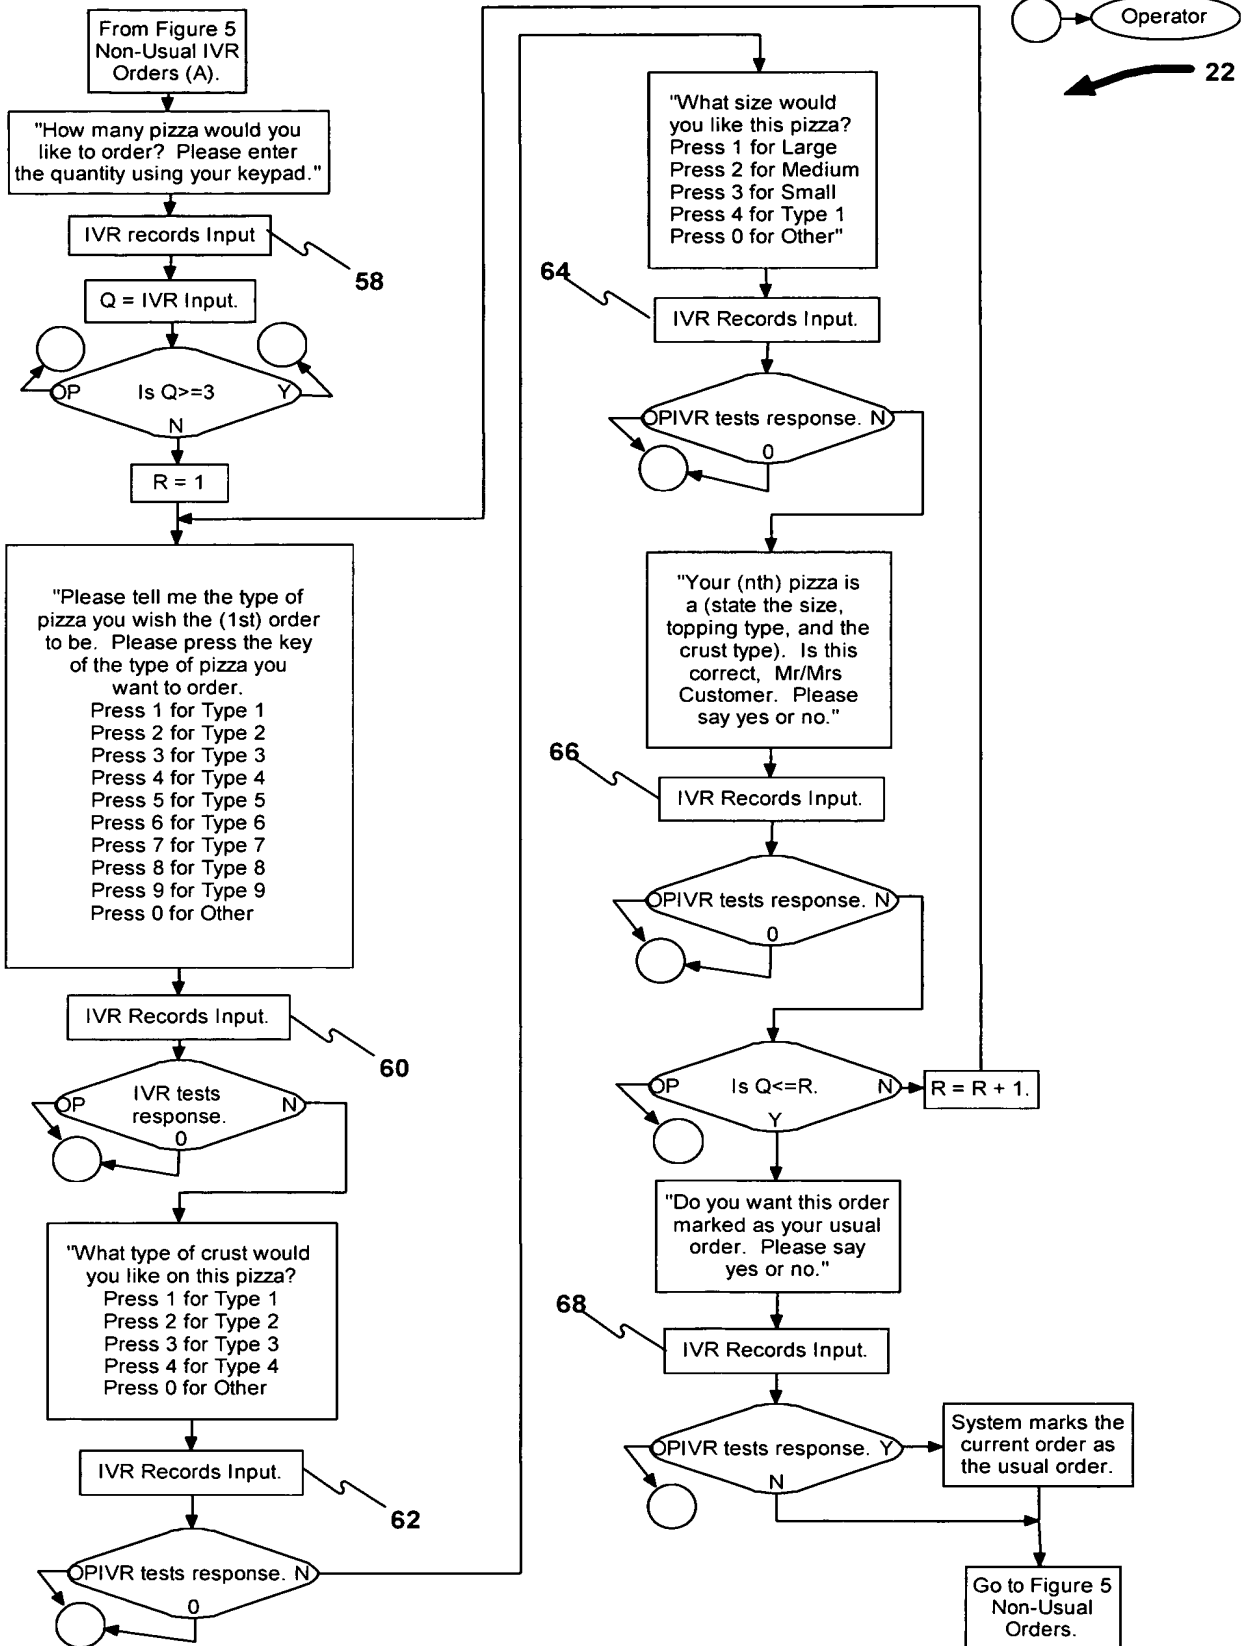 From Figure 5
Non-Usual IVR
Orders (A).
"How many pizza would you
like to order? Please enter
the quantity using your keypad."
IVR records Input
58
Q = IVR Input.
OP
Is Q>=3
Y
N
R = 1
"Please tell me the type of
pizza you wish the (1st) order
to be. Please press the key
of the type of pizza you
want to order.
Press 1 for Type 1
Press 2 for Type 2
Press 3 for Type 3
Press 4 for Type 4
Press 5 for Type 5
Press 6 for Type 6
Press 7 for Type 7
Press 8 for Type 8
Press 9 for Type 9
Press 0 for Other
IVR Records Input.
60
OP
IVR tests
response.
N
0
"What type of crust would
you like on this pizza?
Press 1 for Type 1
Press 2 for Type 2
Press 3 for Type 3
Press 4 for Type 4
Press 0 for Other
IVR Records Input.
62
OPIVR tests response. N
0
Operator
22
"What size would
you like this pizza?
Press 1 for Large
Press 2 for Medium
Press 3 for Small
Press 4 for Type 1
Press 0 for Other"
64
IVR Records Input.
OPIVR tests response. N
0
"Your (nth) pizza is
a (state the size,
topping type, and the
crust type). Is this
correct, Mr/Mrs
Customer. Please
say yes or no."
66
IVR Records Input.
OPIVR tests response. N
0
OP
Is Q<=R.
N
Y
R = R + 1.
"Do you want this order
marked as your usual
order. Please say
yes or no."
68
IVR Records Input.
OPIVR tests response. Y
N
System marks the
current order as
the usual order.
Go to Figure 5
Non-Usual
Orders.